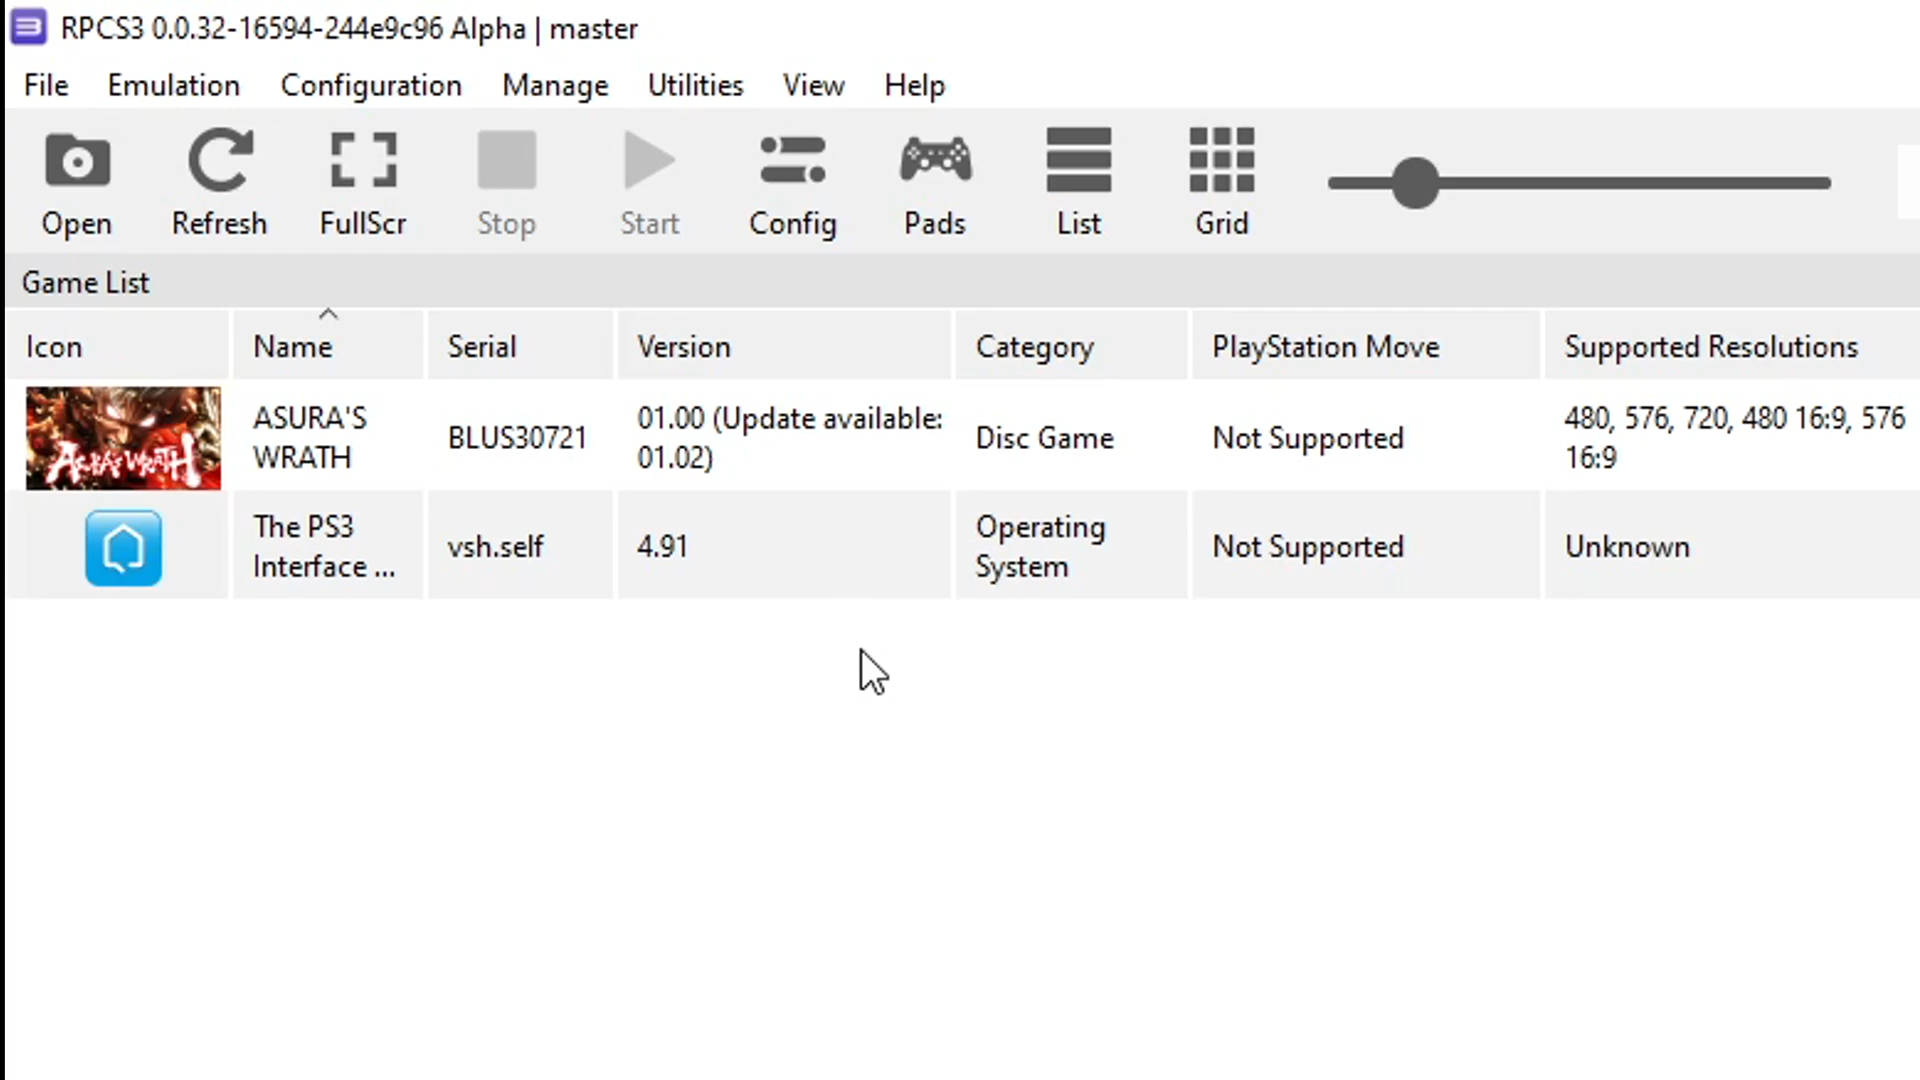 RPCS3 0.0.32-16594-244e9c96 Alpha | master
File Emulation Configuration Manage Utilities View Help
Open Refresh FullScr Stop Start Config Pads List Grid
Game List
Icon Name Serial Version Category PlayStation Move Supported Resolutions
ASURA'S WRATH
ASURA'S
WRATH
BLUS30721
01.00 (Update available:
01.02)
Disc Game
Not Supported
480, 576, 720, 480 16:9, 576
16:9
The PS3
Interface ...
vsh.self
4.91
Operating
System
Not Supported
Unknown